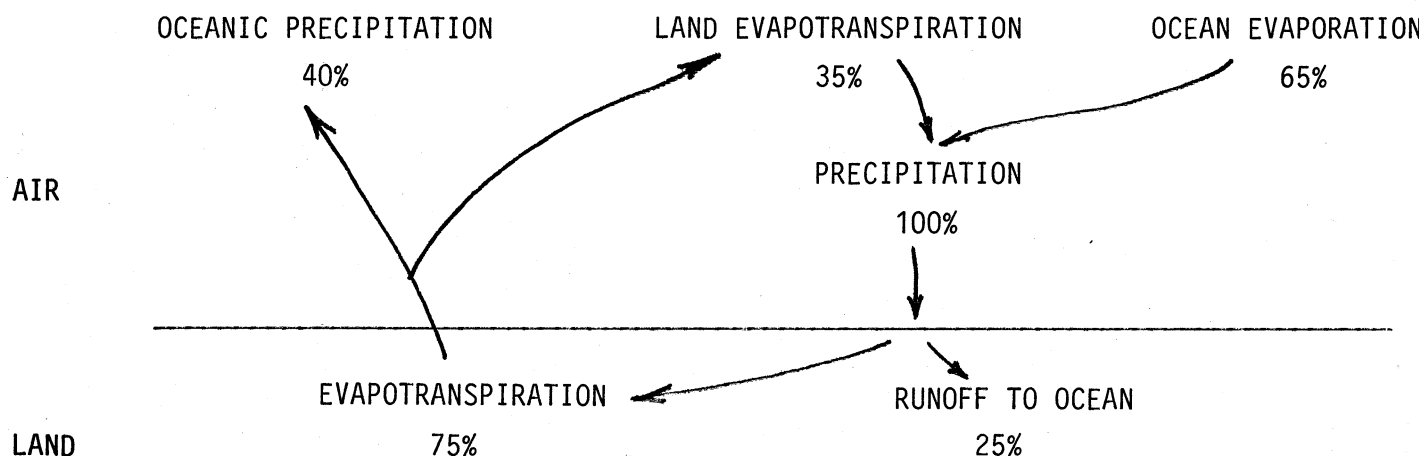 OCEANIC PRECIPITATION
40%
LAND EVAPOTRANSPIRATION
35%
OCEAN EVAPORATION
65%
AIR
PRECIPITATION
100%
EVAPOTRANSPIRATION
75%
RUNOFF TO OCEAN
25%
LAND